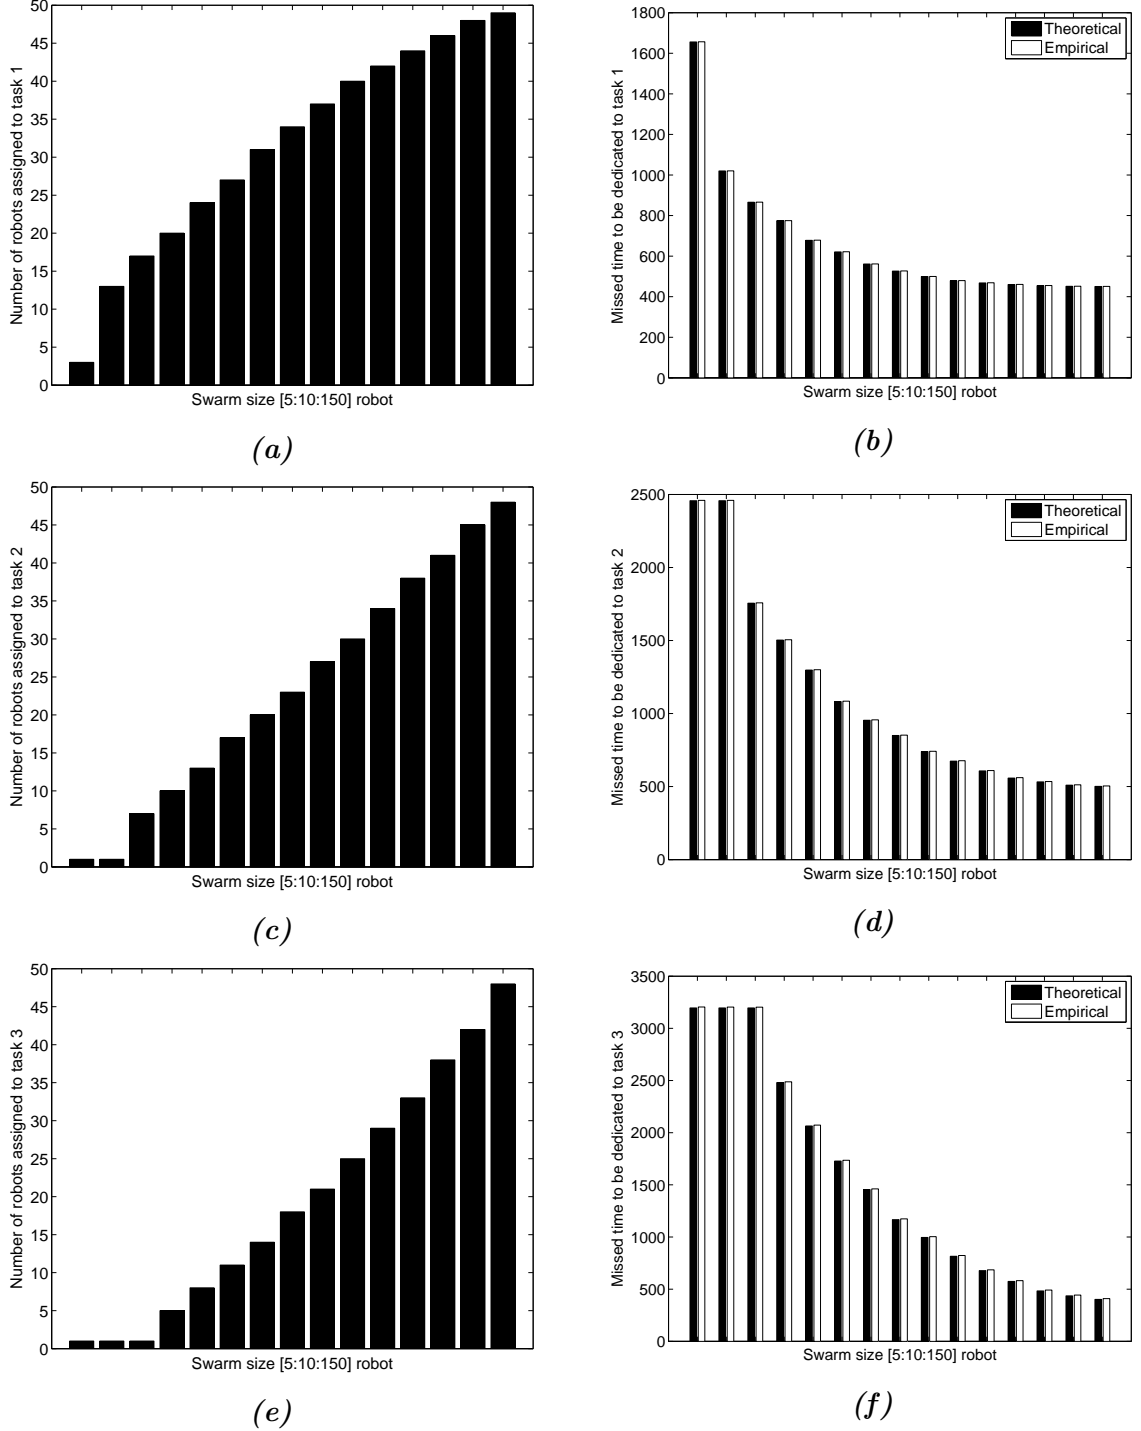 50
45
40
35
30
25
20
15
10
5
0
Number of robots assigned to task 1
Swarm size [5:10:150] robot
(a)
1800
1600
1400
1200
1000
800
600
400
200
0
Missed time to be dedicated to task 1
Theoretical
Empirical
Swarm size [5:10:150] robot
(b)
50
45
40
35
30
25
20
15
10
5
0
Number of robots assigned to task 2
Swarm size [5:10:150] robot
(c)
2500
2000
1500
1000
500
0
Missed time to be dedicated to task 2
Theoretical
Empirical
Swarm size [5:10:150] robot
(d)
50
45
40
35
30
25
20
15
10
5
0
Number of robots assigned to task 3
Swarm size [5:10:150] robot
(e)
3500
3000
2500
2000
1500
1000
500
0
Missed time to be dedicated to task 3
Theoretical
Empirical
Swarm size [5:10:150] robot
(f)